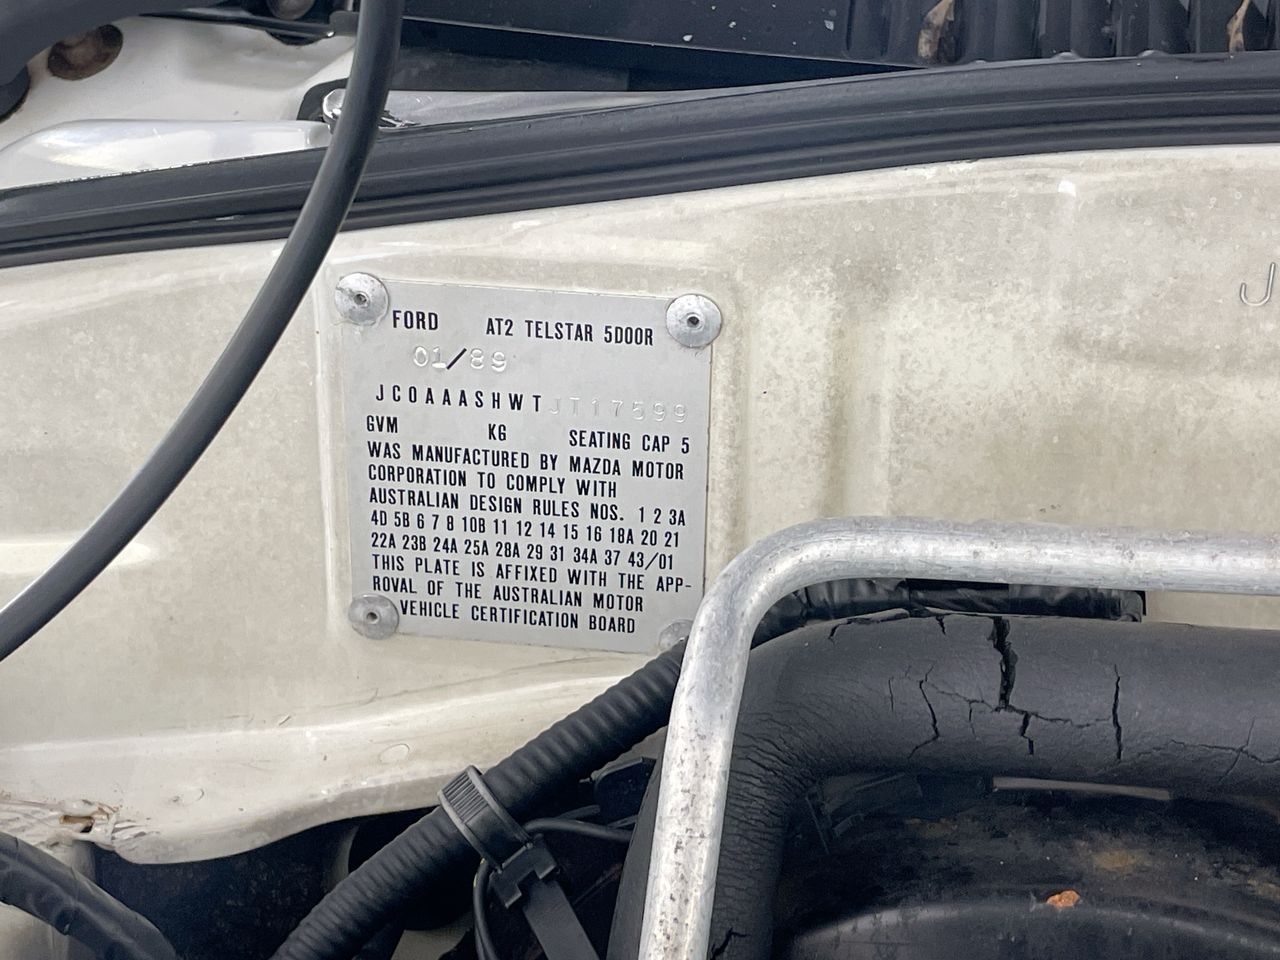 FORD AT2 TELSTAR 5DOOR
01/89
JC0AAASHWTJT17599
GVM KG SEATING CAP 5
WAS MANUFACTURED BY MAZDA MOTOR
CORPORATION TO COMPLY WITH
AUSTRALIAN DESIGN RULES NOS. 1 2 3A
4D 5B 6 7 8 10B 11 12 14 15 16 18A 20 21
22A 23B 24A 25A 28A 29 31 34A 37 43/01
THIS PLATE IS AFFIXED WITH THE APP-
ROVAL OF THE AUSTRALIAN MOTOR
VEHICLE CERTIFICATION BOARD
J